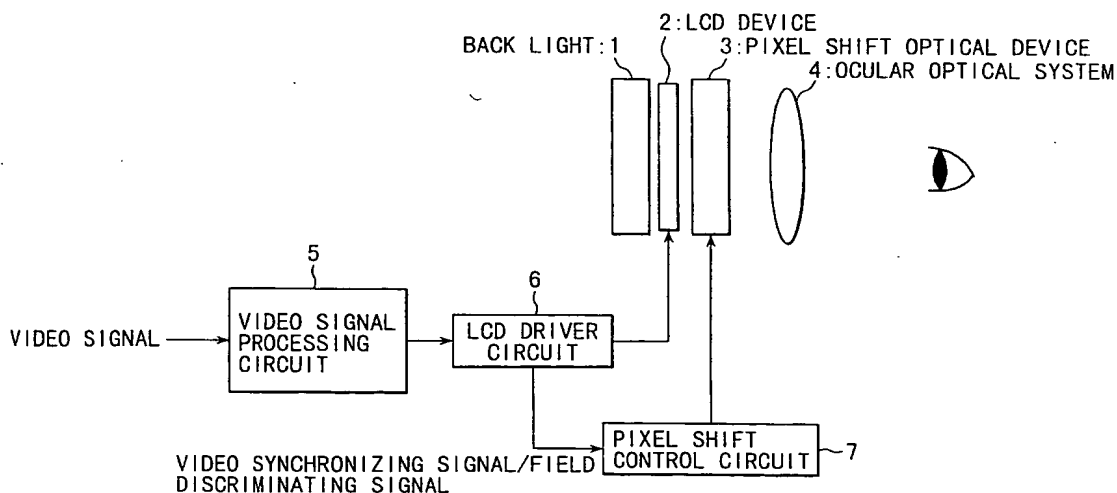 2:LCD DEVICE
BACK LIGHT:1
3:PIXEL SHIFT OPTICAL DEVICE
4:OCULAR OPTICAL SYSTEM
5
6
VIDEO SIGNAL
VIDEO SIGNAL
PROCESSING
CIRCUIT
LCD DRIVER
CIRCUIT
PIXEL SHIFT
CONTROL CIRCUIT
7
VIDEO SYNCHRONIZING SIGNAL/FIELD
DISCRIMINATING SIGNAL